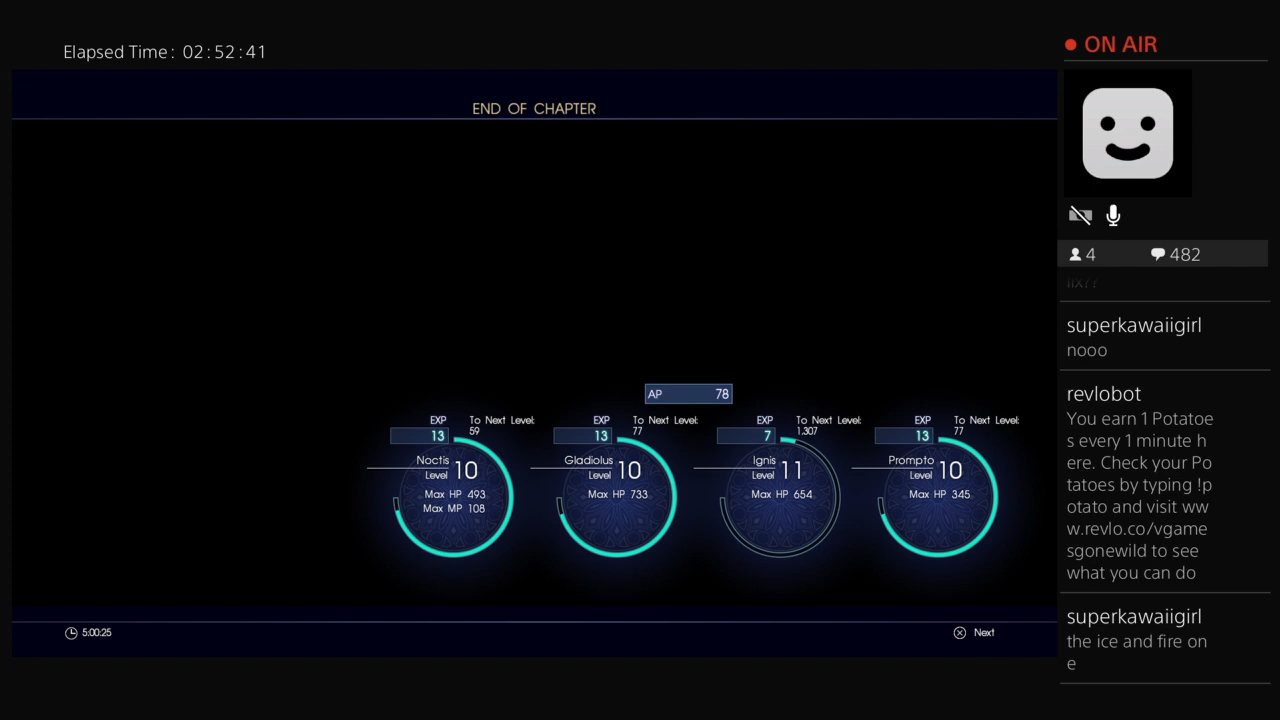 Elapsed Time: 02:52:41
ON AIR
END OF CHAPTER
4
482
superkawaiigirl
nooo
revlobot
You earn 1 Potatoe
s every 1 minute h
ere. Check your Po
tatoes by typing !p
otato and visit ww
w.revlo.co/vgame
sgonewild to see
what you can do
superkawaiigirl
the ice and fire on
e
AP 78
EXP To Next Level:
13 59
Noctis
Level 10
Max HP 493
Max MP 108
EXP To Next Level:
13 77
Gladiolus
Level 10
Max HP 733
EXP To Next Level:
7 1,307
Ignis
Level 11
Max HP 654
EXP To Next Level:
13 77
Prompto
Level 10
Max HP 345
5:00:25
Next